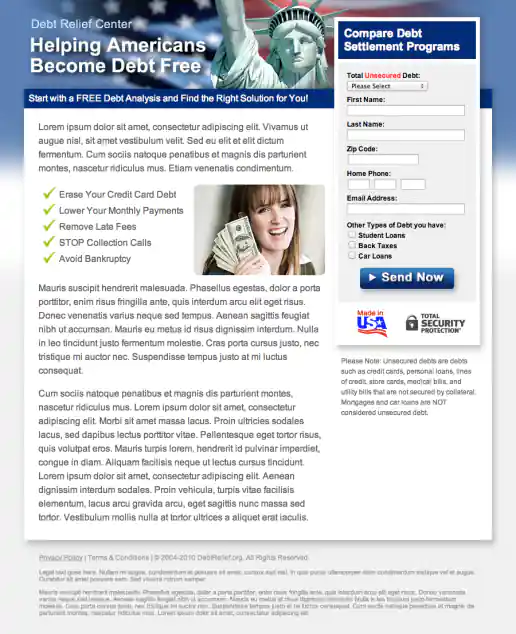 Debt Relief Center
Helping Americans
Become Debt Free
Start with a FREE Debt Analysis and Find the Right Solution for You!
Lorem ipsum dolor sit amet, consectetur adipiscing elit. Vivamus ut
augue nisl, sit amet vestibulum velit. Sed eu elit et elit dictum
fermentum. Cum sociis natoque penatibus et magnis dis parturient
montes, nascetur ridiculus mus. Etiam venenatis condimentum.
Erase Your Credit Card Debt
Lower Your Monthly Payments
Remove Late Fees
STOP Collection Calls
Avoid Bankruptcy
Mauris suscipit hendrerit malesuada. Phasellus egestas, dolor a porta
porttitor, enim risus fringilla ante, quis interdum arcu elit eget risus.
Donec venenatis varius neque sed tempus. Aenean sagittis feugiat
nibh ut accumsan. Mauris eu metus id risus dignissim interdum. Nulla
in leo tincidunt justo fermentum molestie. Cras porta cursus justo, nec
tristique mi auctor nec. Suspendisse tempus justo at mi luctus
consequat.
Cum sociis natoque penatibus et magnis dis parturient montes,
nascetur ridiculus mus. Lorem ipsum dolor sit amet, consectetur
adipiscing elit. Morbi sit amet massa lacus. Proin ultricies sodales
lacus, sed dapibus lectus porttitor vitae. Pellentesque eget tortor risus,
quis volutpat eros. Mauris turpis lorem, hendrerit id pulvinar imperdiet,
congue in diam. Aliquam facilisis neque ut lectus cursus tincidunt.
Lorem ipsum dolor sit amet, consectetur adipiscing elit. Aenean
dignissim interdum sodales. Proin vehicula, turpis vitae facilisis
elementum, lacus arcu gravida arcu, eget sagittis nunc massa sed
tortor. Vestibulum mollis nulla at tortor ultrices a aliquet erat iaculis.
Compare Debt
Settlement Programs
Total Unsecured Debt:
Please Select
First Name:
Last Name:
Zip Code:
Home Phone:
Email Address:
Other Types of Debt you have:
Student Loans
Back Taxes
Car Loans
Send Now
Made in
USA
TOTAL
SECURITY
PROTECTION
Please Note: Unsecured debts are debts
such as credit cards, personal loans, lines
of credit, store cards, medical bills, and
utility bills that are not secured by collateral.
Mortgages and car loans are NOT
considered unsecured debt.
Privacy Policy | Terms & Conditions | © 2004-2010 DebtRelief.org. All Rights Reserved.